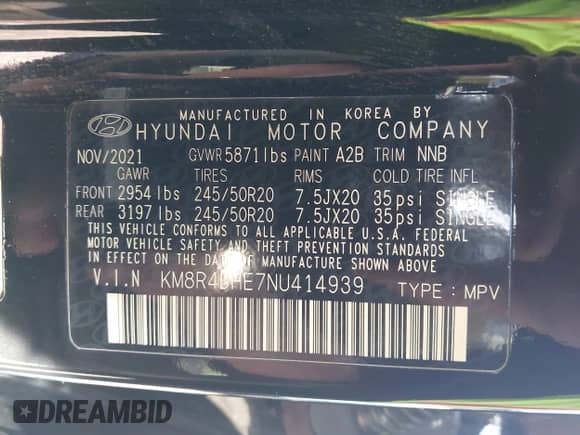 MANUFACTURED IN KOREA BY
HYUNDAI MOTOR COMPANY
NOV/2021 GVWR 5871lbs PAINT A2B TRIM NNB
GAWR TIRES RIMS COLD TIRE INFL
FRONT 2954 lbs 245/50R20 7.5JX20 35psi SINGLE
REAR 3197 lbs 245/50R20 7.5JX20 35psi SINGLE
THIS VEHICLE CONFORMS TO ALL APPLICABLE U.S.A. FEDERAL
MOTOR VEHICLE SAFETY AND THEFT PREVENTION STANDARDS
IN EFFECT ON THE DATE OF MANUFACTURE SHOWN ABOVE.
V.I.N TYPE : MPV
DREAMBID